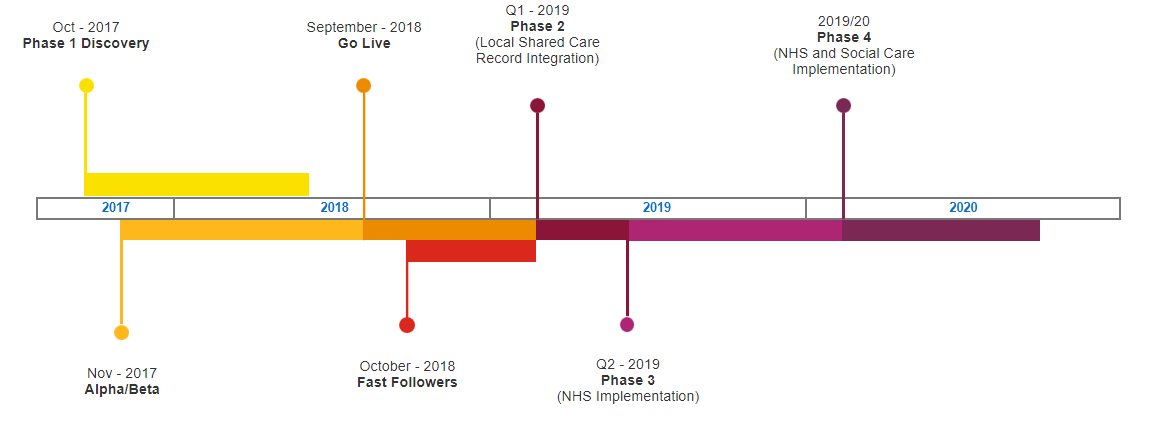 Oct - 2017
Phase 1 Discovery
September - 2018
Go Live
Q1 - 2019
Phase 2
(Local Shared Care
Record Integration)
2019/20
Phase 4
(NHS and Social Care
Implementation)
2017
2018
2019
2020
Nov - 2017
Alpha/Beta
October - 2018
Fast Followers
Q2 - 2019
Phase 3
(NHS Implementation)